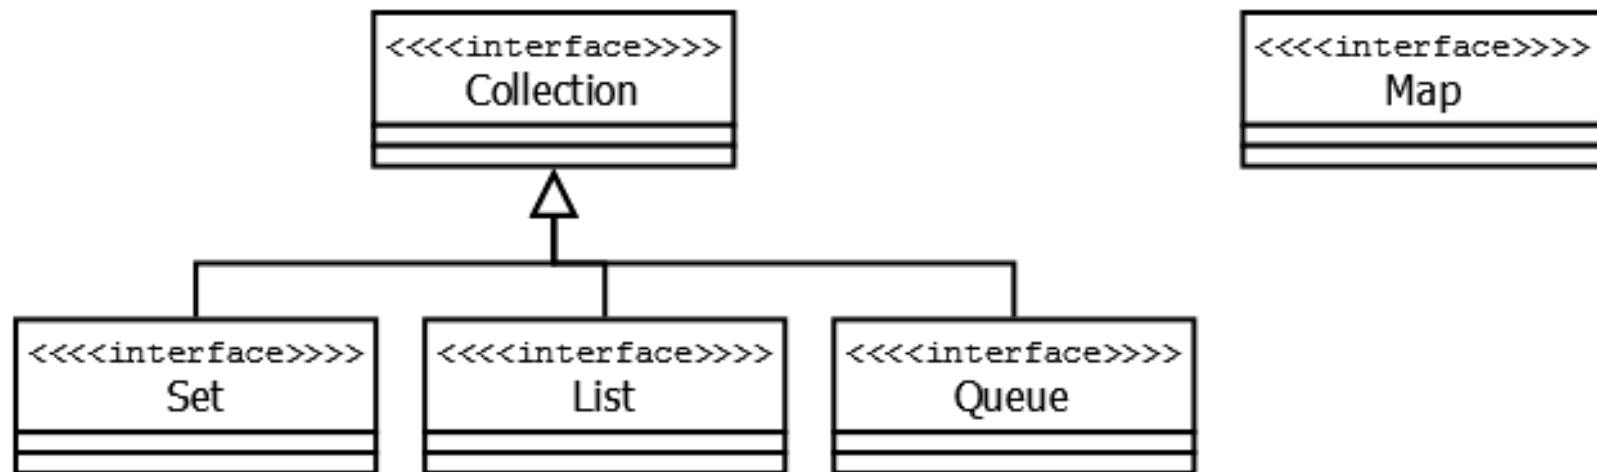 <<<<interface>>>>
Collection
<<<<interface>>>>
Map
<<<<interface>>>>
Set
<<<<interface>>>>
List
<<<<interface>>>>
Queue